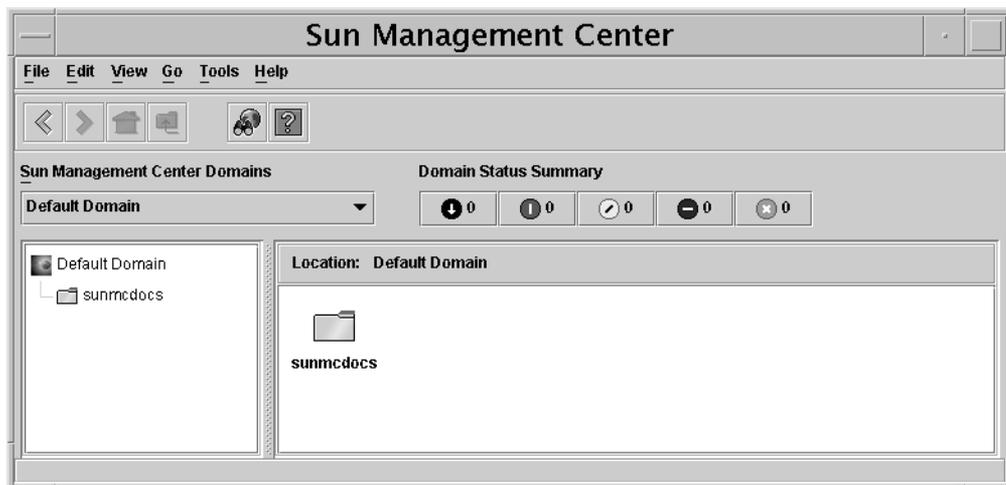 Sun Management Center
File Edit View Go Tools Help
Sun Management Center Domains
Domain Status Summary
Default Domain
0 0 0 0 0
Default Domain
sunmcdocs
Location: Default Domain
sunmcdocs